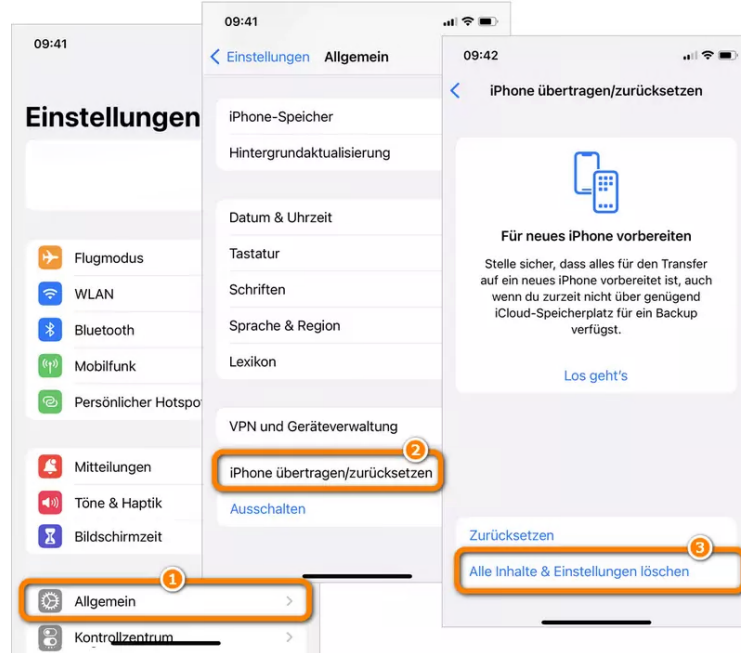 09:41
Einstellungen
Flugmodus
WLAN
Bluetooth
Mobilfunk
Persönlicher Hotspo
Mitteilungen
Töne & Haptik
Bildschirmzeit
1
Allgemein
Kontrollzentrum
09:41
Einstellungen Allgemein
iPhone-Speicher
Hintergrundaktualisierung
Datum & Uhrzeit
Tastatur
Schriften
Sprache & Region
Lexikon
VPN und Geräteverwaltung
2
iPhone übertragen/zurücksetzen
Ausschalten
09:42
iPhone übertragen/zurücksetzen
Für neues iPhone vorbereiten
Stelle sicher, dass alles für den Transfer
auf ein neues iPhone vorbereitet ist, auch
wenn du zurzeit nicht über genügend
iCloud-Speicherplatz für ein Backup
verfügst.
Los geht's
Zurücksetzen
3
Alle Inhalte & Einstellungen löschen